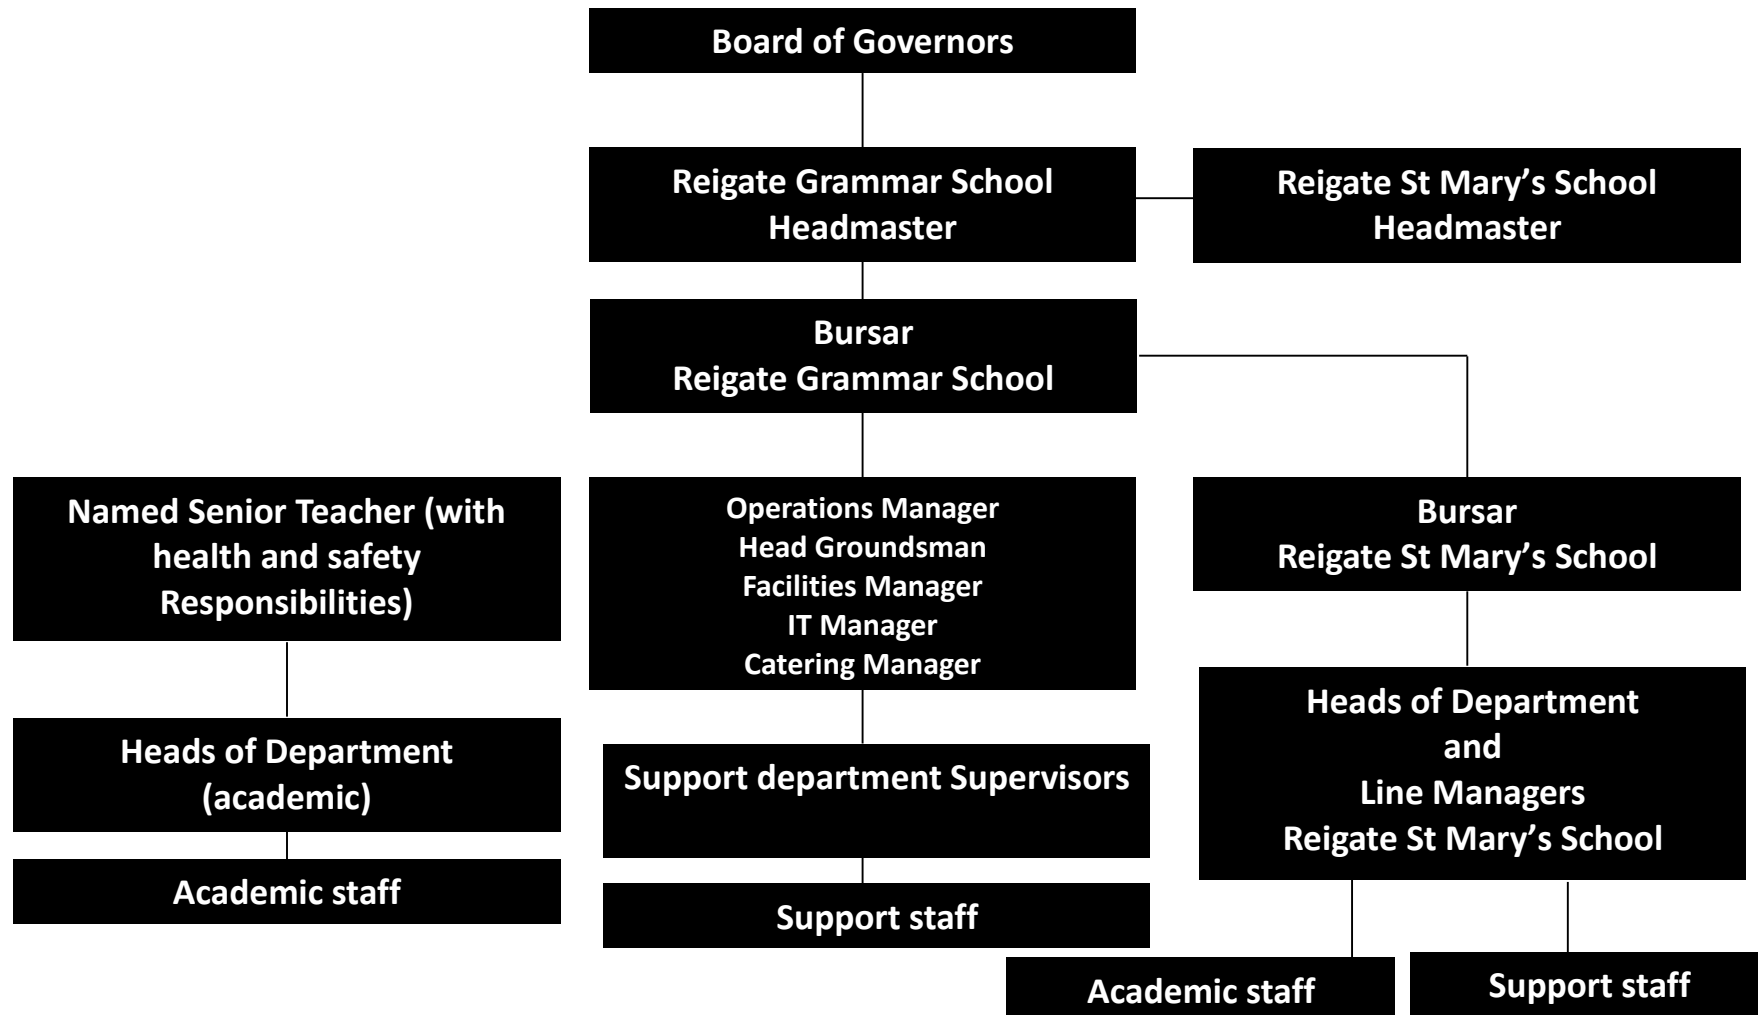 Board of Governors
Reigate Grammar School
Headmaster
Reigate St Mary’s School
Headmaster
Bursar
Reigate Grammar School
Named Senior Teacher (with
health and safety
Responsibilities)
Operations Manager
Head Groundsman
Facilities Manager
IT Manager
Catering Manager
Bursar
Reigate St Mary’s School
Heads of Department
(academic)
Support department Supervisors
Heads of Department
and
Line Managers
Reigate St Mary’s School
Academic staff
Support staff
Academic staff
Support staff